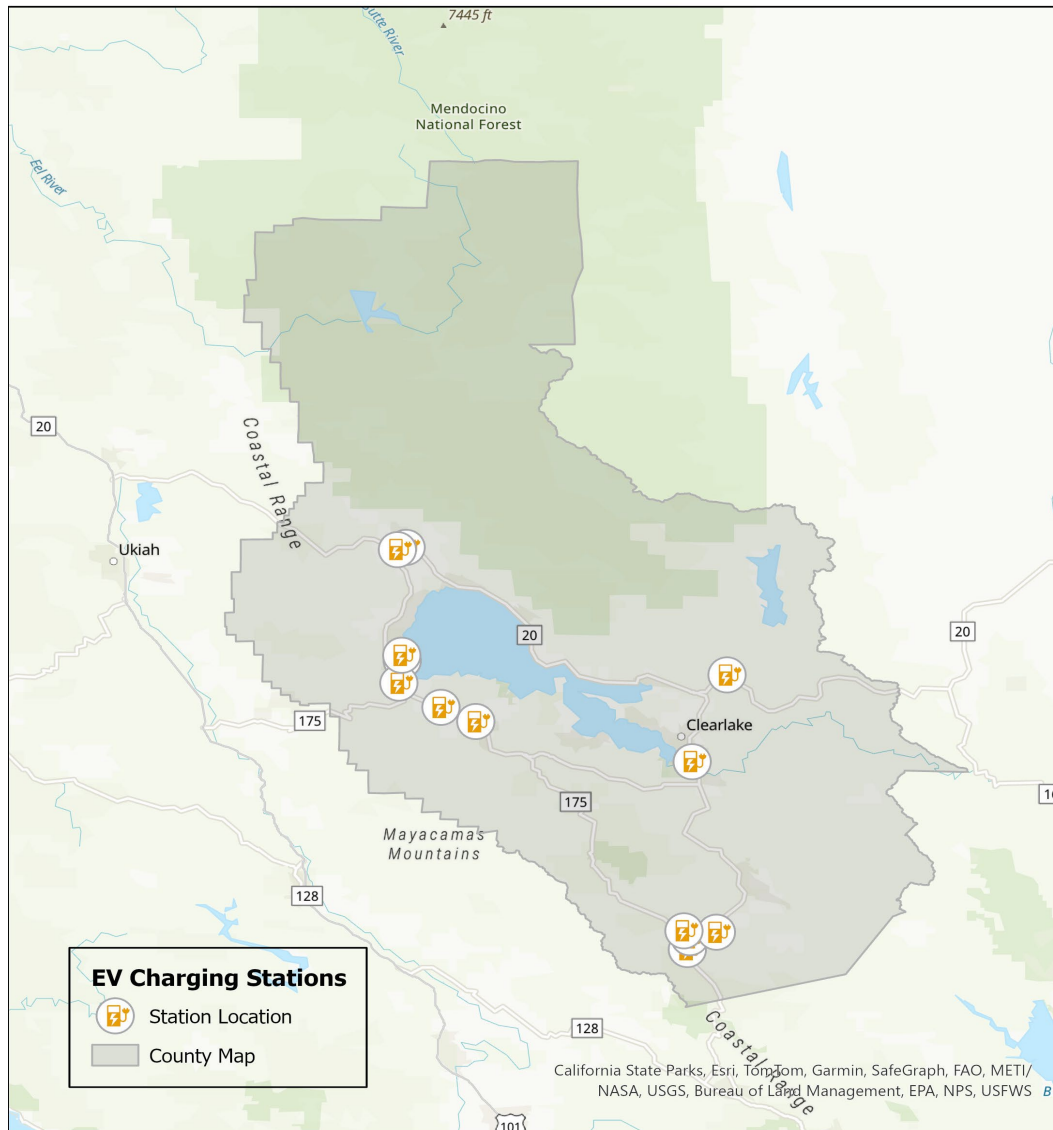 7445 ft
utte River
Mendocino
National Forest
Eel River
20
Coastal Range
Ukiah
20
20
Clearlake
175
175
Mayacamas
Mountains
16
128
EV Charging Stations
Station Location
County Map
128
Coastal Range
California State Parks, Esri, TomTom, Garmin, SafeGraph, FAO, METI/
NASA, USGS, Bureau of Land Management, EPA, NPS, USFWS
B
101